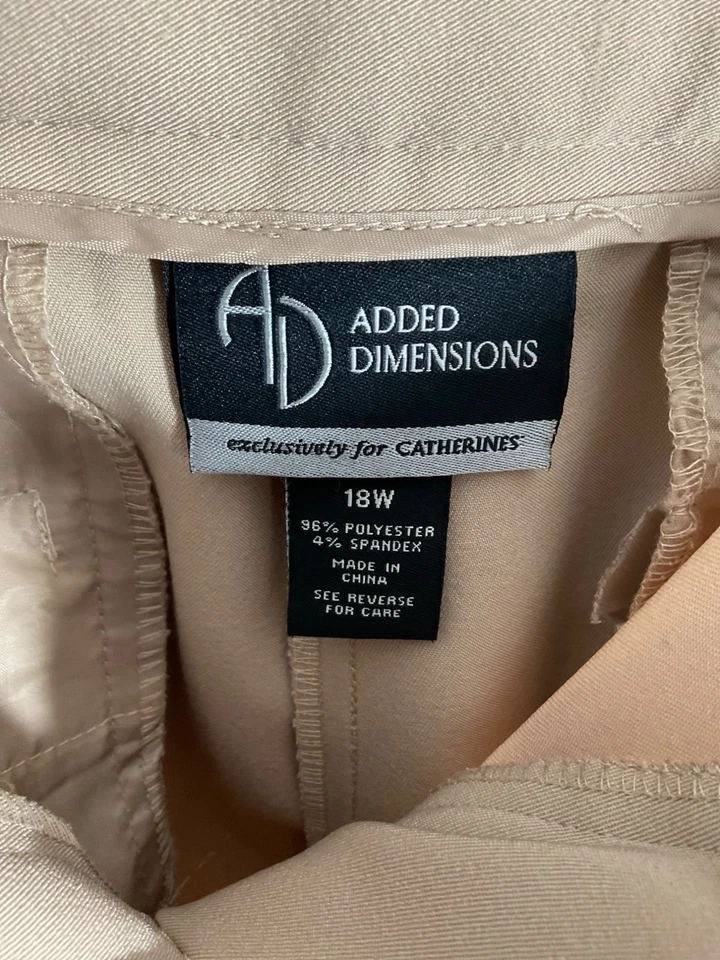 AD
ADDED
DIMENSIONS
exclusively for CATHERINES
18W
96% POLYESTER
4% SPANDEX
MADE IN
CHINA
SEE REVERSE
FOR CARE